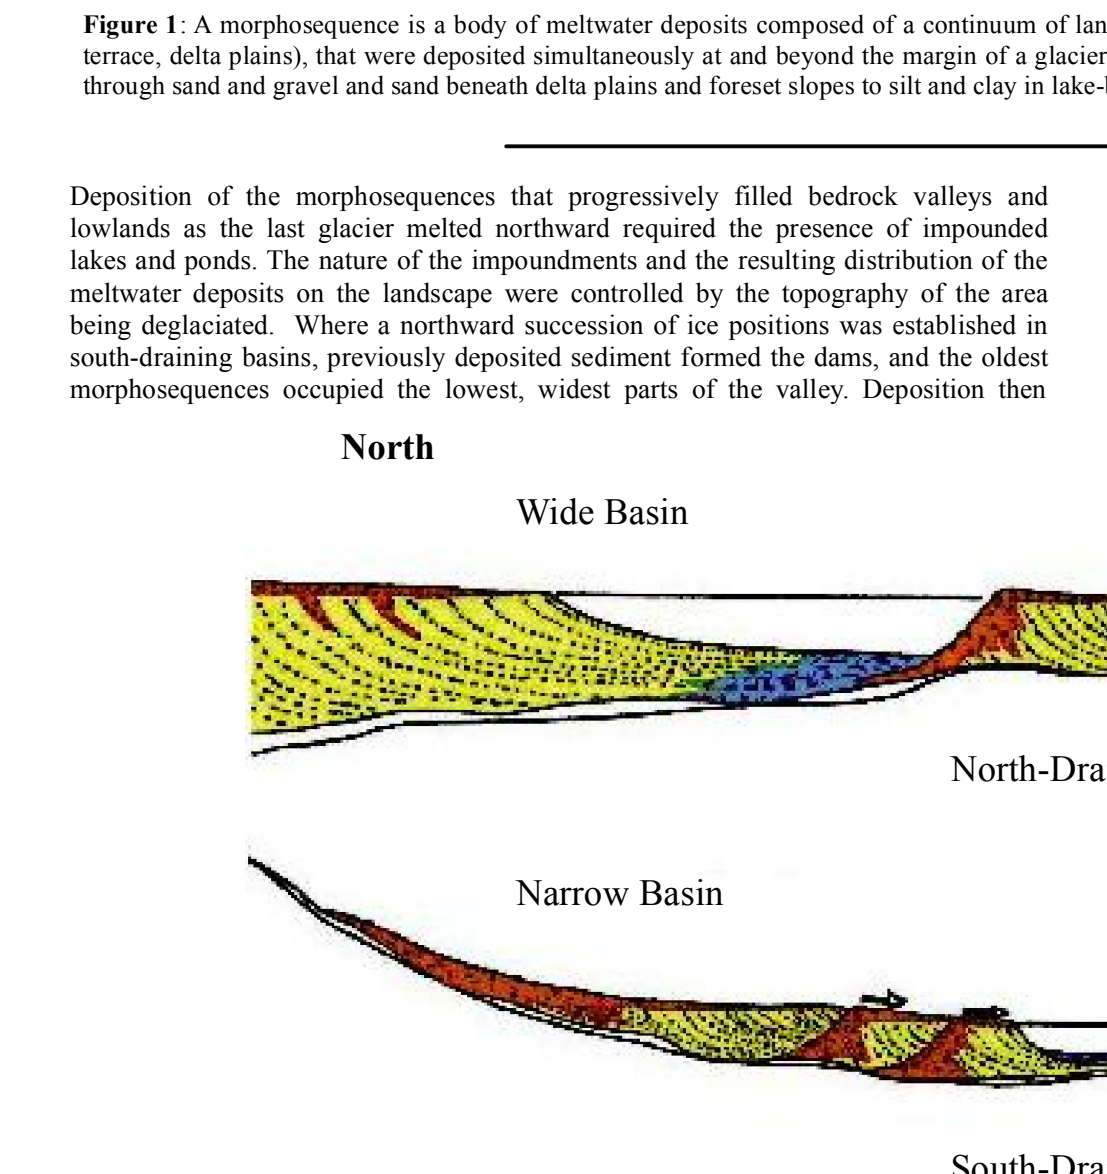 Figure 1: A morphosequence is a body of meltwater deposits composed of a continuum of lan
terrace, delta plains), that were deposited simultaneously at and beyond the margin of a glacier
through sand and gravel and sand beneath delta plains and foreset slopes to silt and clay in lake-b
Deposition of the morphosequences that progressively filled bedrock valleys and
lowlands as the last glacier melted northward required the presence of impounded
lakes and ponds. The nature of the impoundments and the resulting distribution of the
meltwater deposits on the landscape were controlled by the topography of the area
being deglaciated. Where a northward succession of ice positions was established in
south-draining basins, previously deposited sediment formed the dams, and the oldest
morphosequences occupied the lowest, widest parts of the valley. Deposition then
North
Wide Basin
North-Dra
Narrow Basin
South-Dra